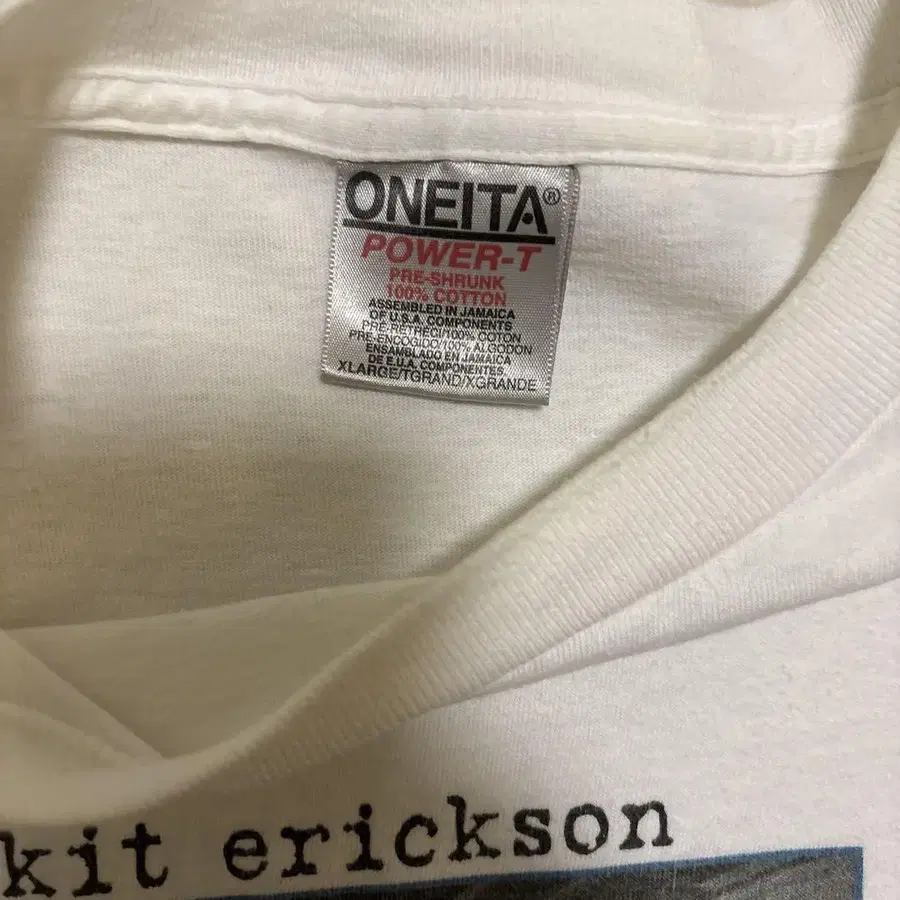 ONEITA®
POWER-T
PRE-SHRUNK
100% COTTON
ASSEMBLED IN JAMAICA
OF U.S.A. COMPONENTS
PRE-RETRECI/100% COTON
PRE-ENCOGIDO/100% ALGODON
ENSAMBLADO EN JAMAICA
DE E.U.A. COMPONENTES
XLARGE/TGRAND/XGRANDE
kit erickson